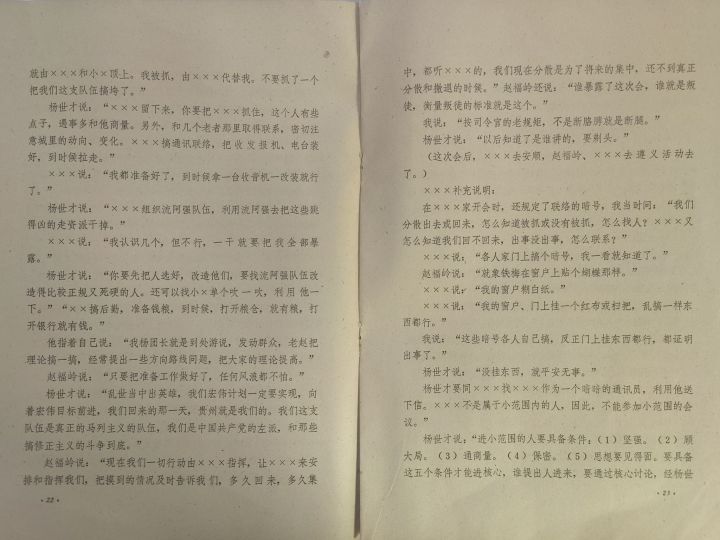 就由×××和小×顶上。我被抓，由×××代替我。不要抓了一个
把我们这支队伍搞垮了。”
杨世才说：“×××留下来，你要把×××抓住，这个人有些
点子，遇事多和他商量。另外，和几个老者那里取得联系，密切注
意城里的动向、变化。×××搞通讯联络，把收发报机、电台装
好，到时候拉走。”
×××说：“我都准备好了，到时候拿一台收音机一改装就行
了。”
杨世才说：“×××组织流阿强队伍，利用流阿强去把这些跳
得凶的走资派干掉。”
×××说：“我认识几个，但不行，一干就要把我全部暴
露。”
杨世才说：“你要先把人选好，改造他们，要找流阿强队伍改
造得比较正规又死硬的人。还可以找小×单个吹一吹，利用他一
下。”“××搞后勤，准备钱粮，到时候，打开粮仓，就有粮，打
开银行就有钱。”
他指着自己说：“我杨团长就是到处游说，发动群众，老赵把
理论搞一搞，经常提出一些方向路线问题，把大家的理论提高。”
赵福岭说：“只要把准备工作做好了，任何风浪都不怕。”
杨世才说：“乱世当中出英雄，我们宏伟计划一定要实现，向
着宏伟目标前进，我们回来的那一天，贵州就是我们的。我们这支
队伍是真正的马列主义的队伍，我们是中国共产党的左派，和那些
搞修正主义的斗争到底。”
赵福岭说：“现在我们一切行动由×××指挥，让×××来安
排和指挥我们，把摸到的情况及时告诉我们，多久回来，多久集
·22·
中，都听×××的，我们现在分散是为了将来的集中，还不到真正
分散和撤退的时候。”赵福岭还说：“谁暴露了这次会，谁就是叛
徒，衡量叛徒的标准就是这个。”
我说：“按司令官的老规矩，不是断胳膊就是断腿。”
杨世才说：“以后知道了是谁讲的，要剃头。”
（这次会后，×××去安顺，赵福岭、×××去遵义活动去
了。）
×××补充说明：
在×××家开会时，还规定了联络的暗号，我当时问：“我们
分散出去或回来，怎么知道被抓或没有被抓，怎么找人？×××又
怎么知道我们回不回来，出事没出事，怎么联系？”
×××说：“各人家门上搞个暗号，我一看就知道了。”
赵福岭说：“就象铁梅在窗户上贴个蝴蝶那样。”
×××说：“我的窗户糊白纸。”
×××说：“我的窗户、门上挂一个红布或扫把，乱搞一样东
西都行。”
我说：“这些暗号各人自己搞，反正门上挂东西都行，都证明
出事了。”
杨世才说：“没挂东西，就平安无事。”
杨世才要同×××找×××作为一个暗暗的通讯员，利用他送
下信。×××不是属于小范围内的人，因此，不能参加小范围的会
议。”
杨世才说：“进小范围的人要具备条件：（1）坚强。（2）顾
大局。（3）通商量。（4）保密。（5）思想要见得面。要具备
这五个条件才能进核心，谁提出人进来，要通过核心讨论，经杨世
·23·